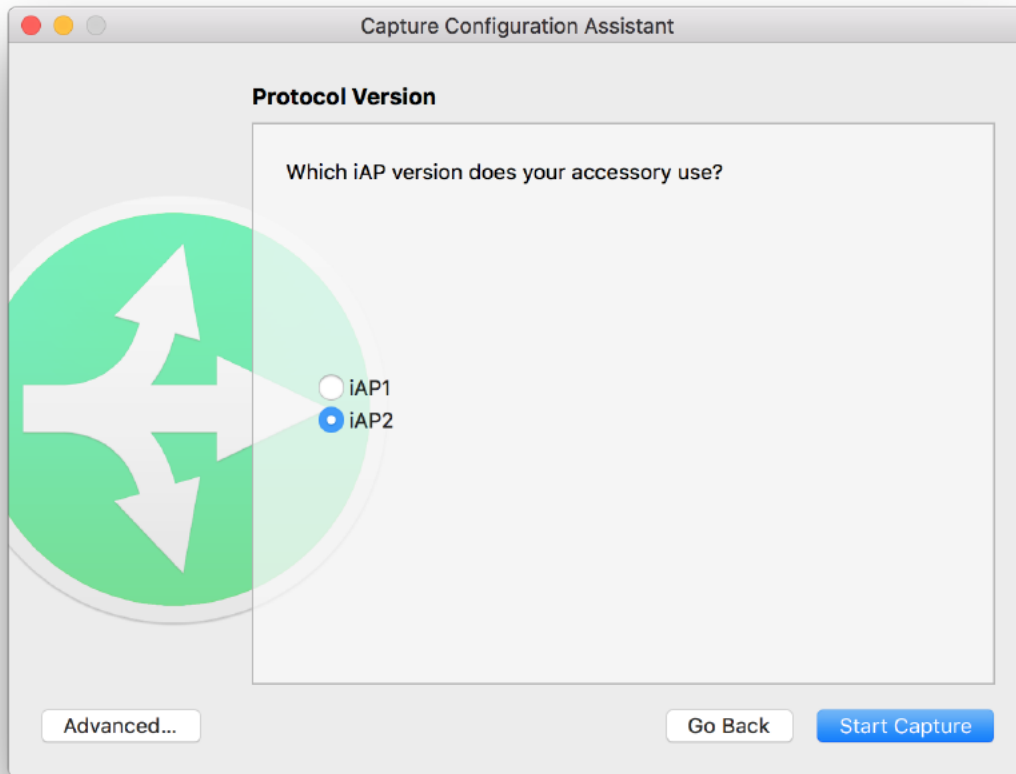 Capture Configuration Assistant
Protocol Version
Which iAP version does your accessory use?
iAP1
iAP2
Advanced...
Go Back
Start Capture